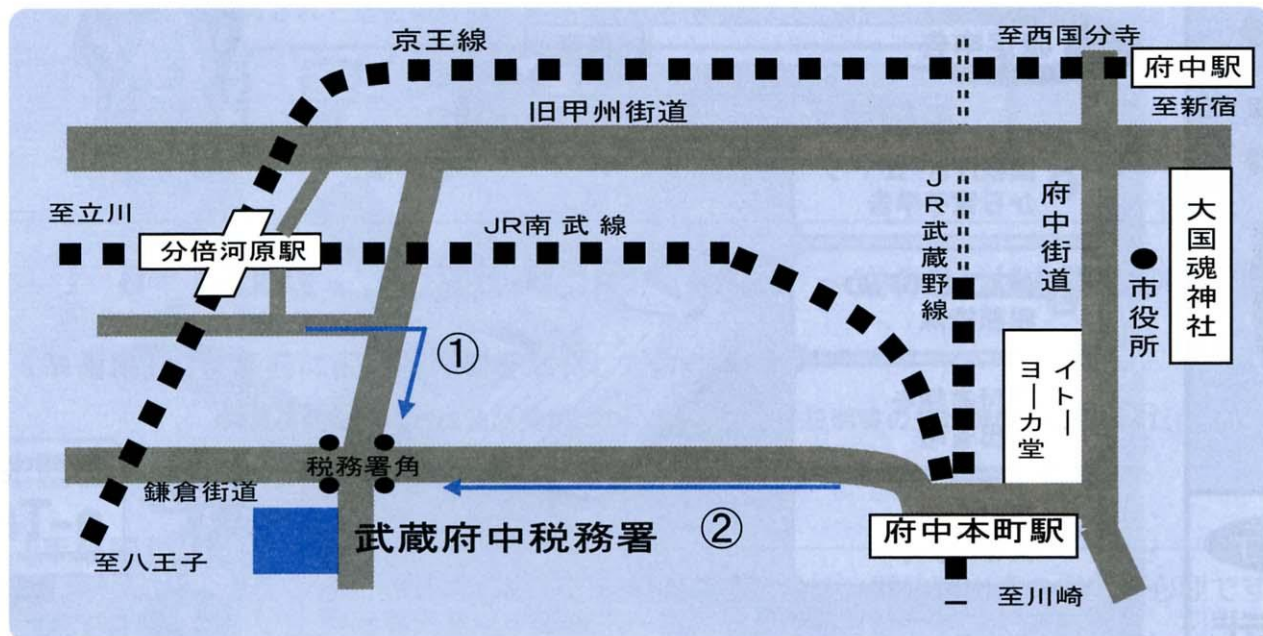 至西国分寺
京王線
府中駅
至新宿
旧甲州街道
至立川
分倍河原駅
JR南武線
JR武蔵野線
府中街道
大国魂神社
市役所
①
イトー
ヨーカ堂
税務署角
鎌倉街道
武蔵府中税務署
②
府中本町駅
至八王子
至川崎